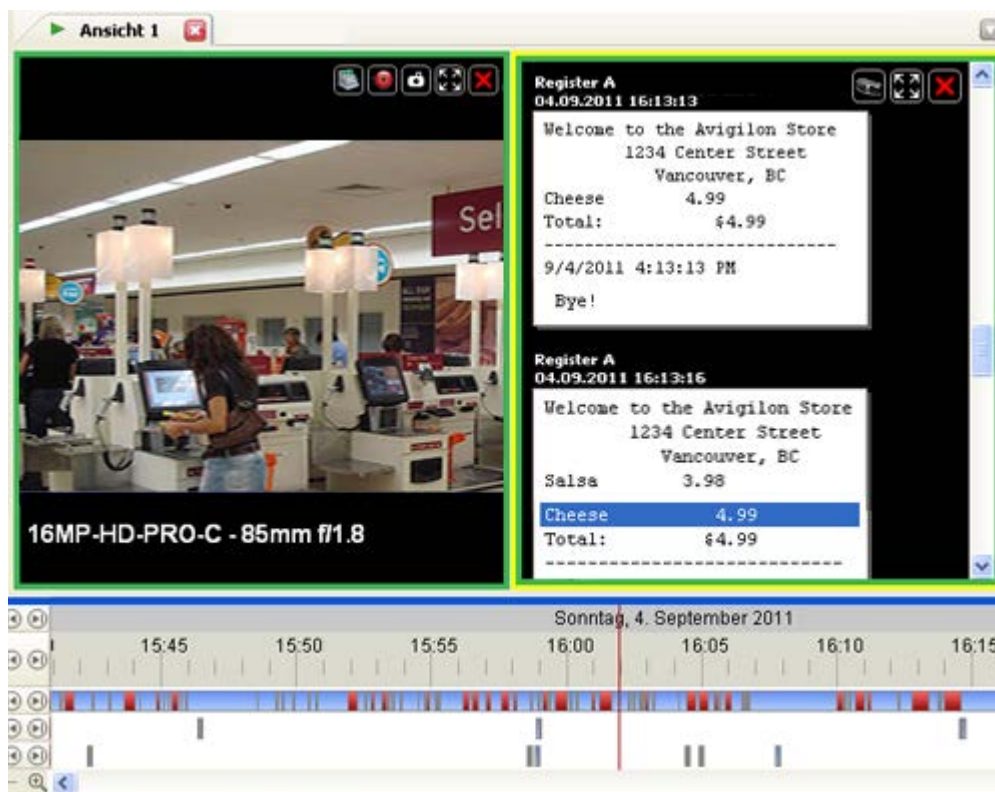 Ansicht 1
Sel
16MP-HD-PRO-C - 85mm f/1.8
Register A
04.09.2011 16:13:13
Welcome to the Avigilon Store
1234 Center Street
Vancouver, BC
Cheese 4.99
Total: $4.99
-----------------------------
9/4/2011 4:13:13 PM
Bye!
Register A
04.09.2011 16:13:16
Welcome to the Avigilon Store
1234 Center Street
Vancouver, BC
Salsa 3.98
Cheese 4.99
Total: $4.99
-----------------------------
Sonntag, 4. September 2011
15:45 15:50 15:55 16:00 16:05 16:10 16:15